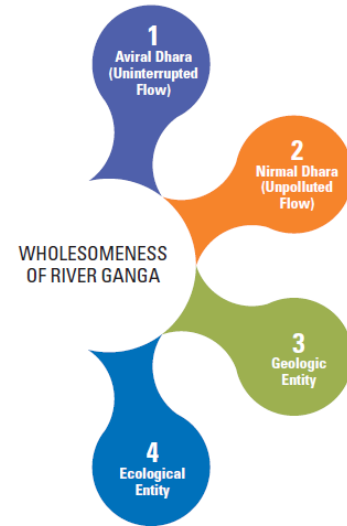 1
Aviral Dhara
(Uninterrupted
Flow)
2
Nirmal Dhara
(Unpolluted
Flow)
WHOLESOMENESS
OF RIVER GANGA
3
Geologic
Entity
4
Ecological
Entity